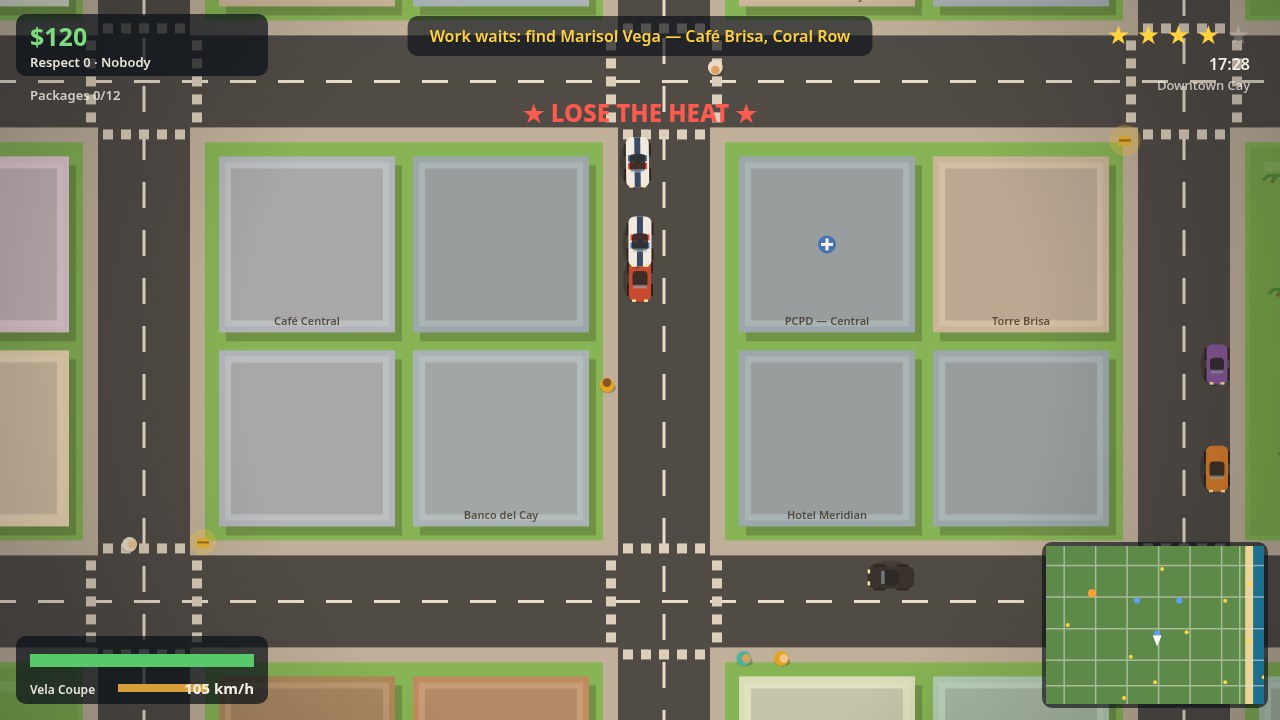 $120
Respect 0 · Nobody
Packages 0/12
Work waits: find Marisol Vega — Café Brisa, Coral Row
17:28
Downtown Cay
★ LOSE THE HEAT ★
Café Central
PCPD — Central
Torre Brisa
Banco del Cay
Hotel Meridian
Vela Coupe
105 km/h